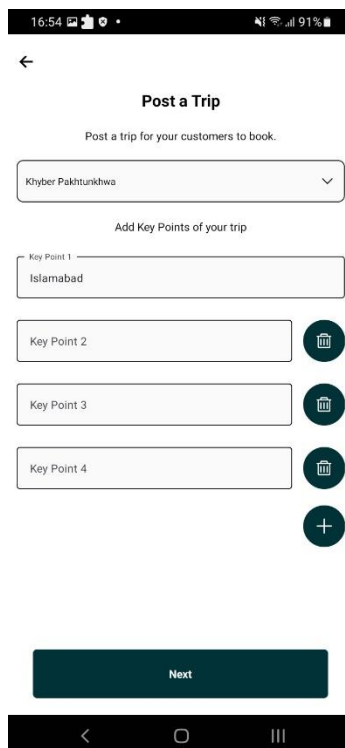 16:54 91%
Post a Trip
Post a trip for your customers to book.
Khyber Pakhtunkhwa
Add Key Points of your trip
Key Point 1
Islamabad
Key Point 2
Key Point 3
Key Point 4
Next